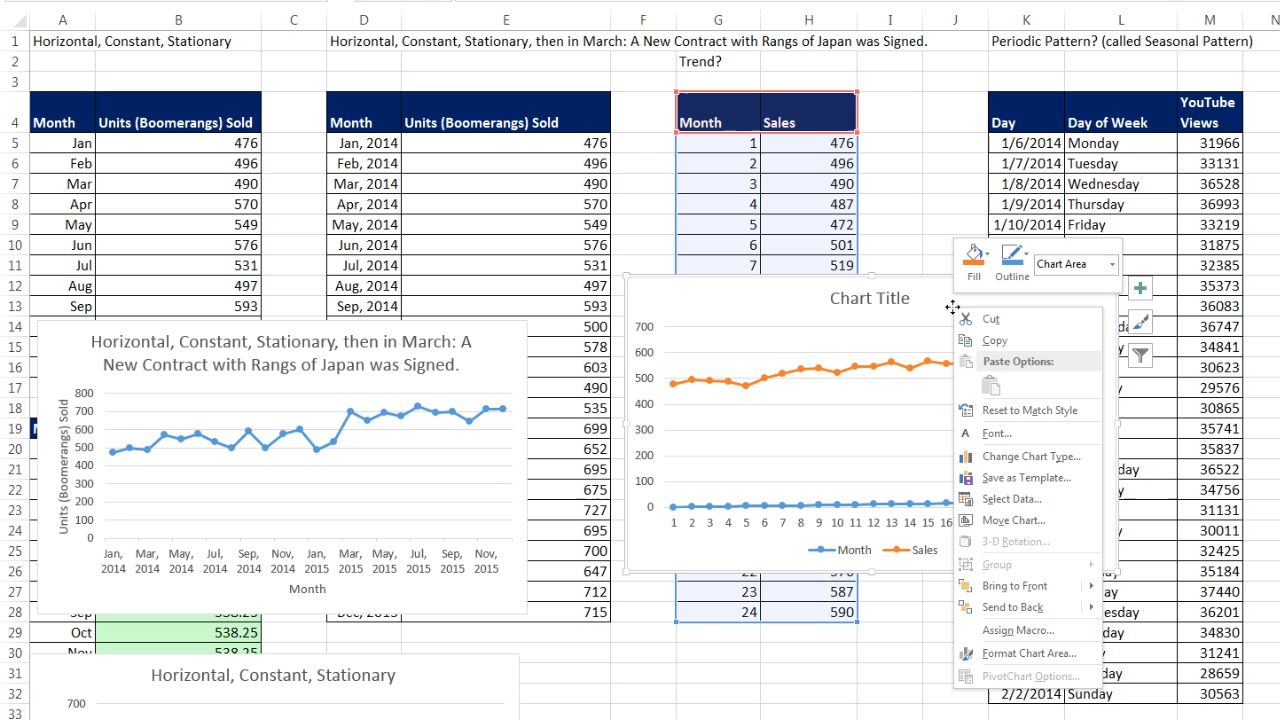 A B C D E F G H I J K L M N
1 Horizontal, Constant, Stationary Horizontal, Constant, Stationary, then in March: A New Contract with Rangs of Japan was Signed. Periodic Pattern? (called Seasonal Pattern)
2 Trend?
3
YouTube
4 Month Units (Boomerangs) Sold Month Units (Boomerangs) Sold Month Sales Day Day of Week Views
5 Jan 476 Jan, 2014 476 1 476 1/6/2014 Monday 31966
6 Feb 496 Feb, 2014 496 2 496 1/7/2014 Tuesday 33131
7 Mar 490 Mar, 2014 490 3 490 1/8/2014 Wednesday 36528
8 Apr 570 Apr, 2014 570 4 487 1/9/2014 Thursday 36993
9 May 549 May, 2014 549 5 472 1/10/2014 Friday 33219
10 Jun 576 Jun, 2014 576 6 501 31875
11 Jul 531 Jul, 2014 531 7 519 32385
12 Aug 497 Aug, 2014 497 35373
13 Sep 593 Sep, 2014 593 36083
14 500 36747
15 578 34841
16 603 30623
17 490 29576
18 535 30865
19 699 35741
20 652 35837
21 695 day 36522
22 675 34756
23 727 31131
24 695 30011
25 700 32425
26 647 35184
27 712 23 587 ay 37440
28 Sep 538.25 Dec, 2015 715 24 590 esday 36201
29 Oct 538.25 day 34830
30 Nov 538.25 31241
31 day 28659
32 2/2/2014 Sunday 30563
33
Horizontal, Constant, Stationary, then in March: A
New Contract with Rangs of Japan was Signed.
Units (Boomerangs) Sold
800
700
600
500
400
300
200
100
0
Jan, Mar, May, Jul, Sep, Nov, Jan, Mar, May, Jul, Sep, Nov,
2014 2014 2014 2014 2014 2014 2015 2015 2015 2015 2015 2015
Month
Horizontal, Constant, Stationary
700
Chart Title
700
600
500
400
300
200
100
0
1 2 3 4 5 6 7 8 9 10 11 12 13 14 15 16
Month Sales
Fill Outline Chart Area
Cut
Copy
Paste Options:
Reset to Match Style
Font...
Change Chart Type...
Save as Template...
Select Data...
Move Chart...
3-D Rotation...
Group
Bring to Front
Send to Back
Assign Macro...
Format Chart Area...
PivotChart Options...